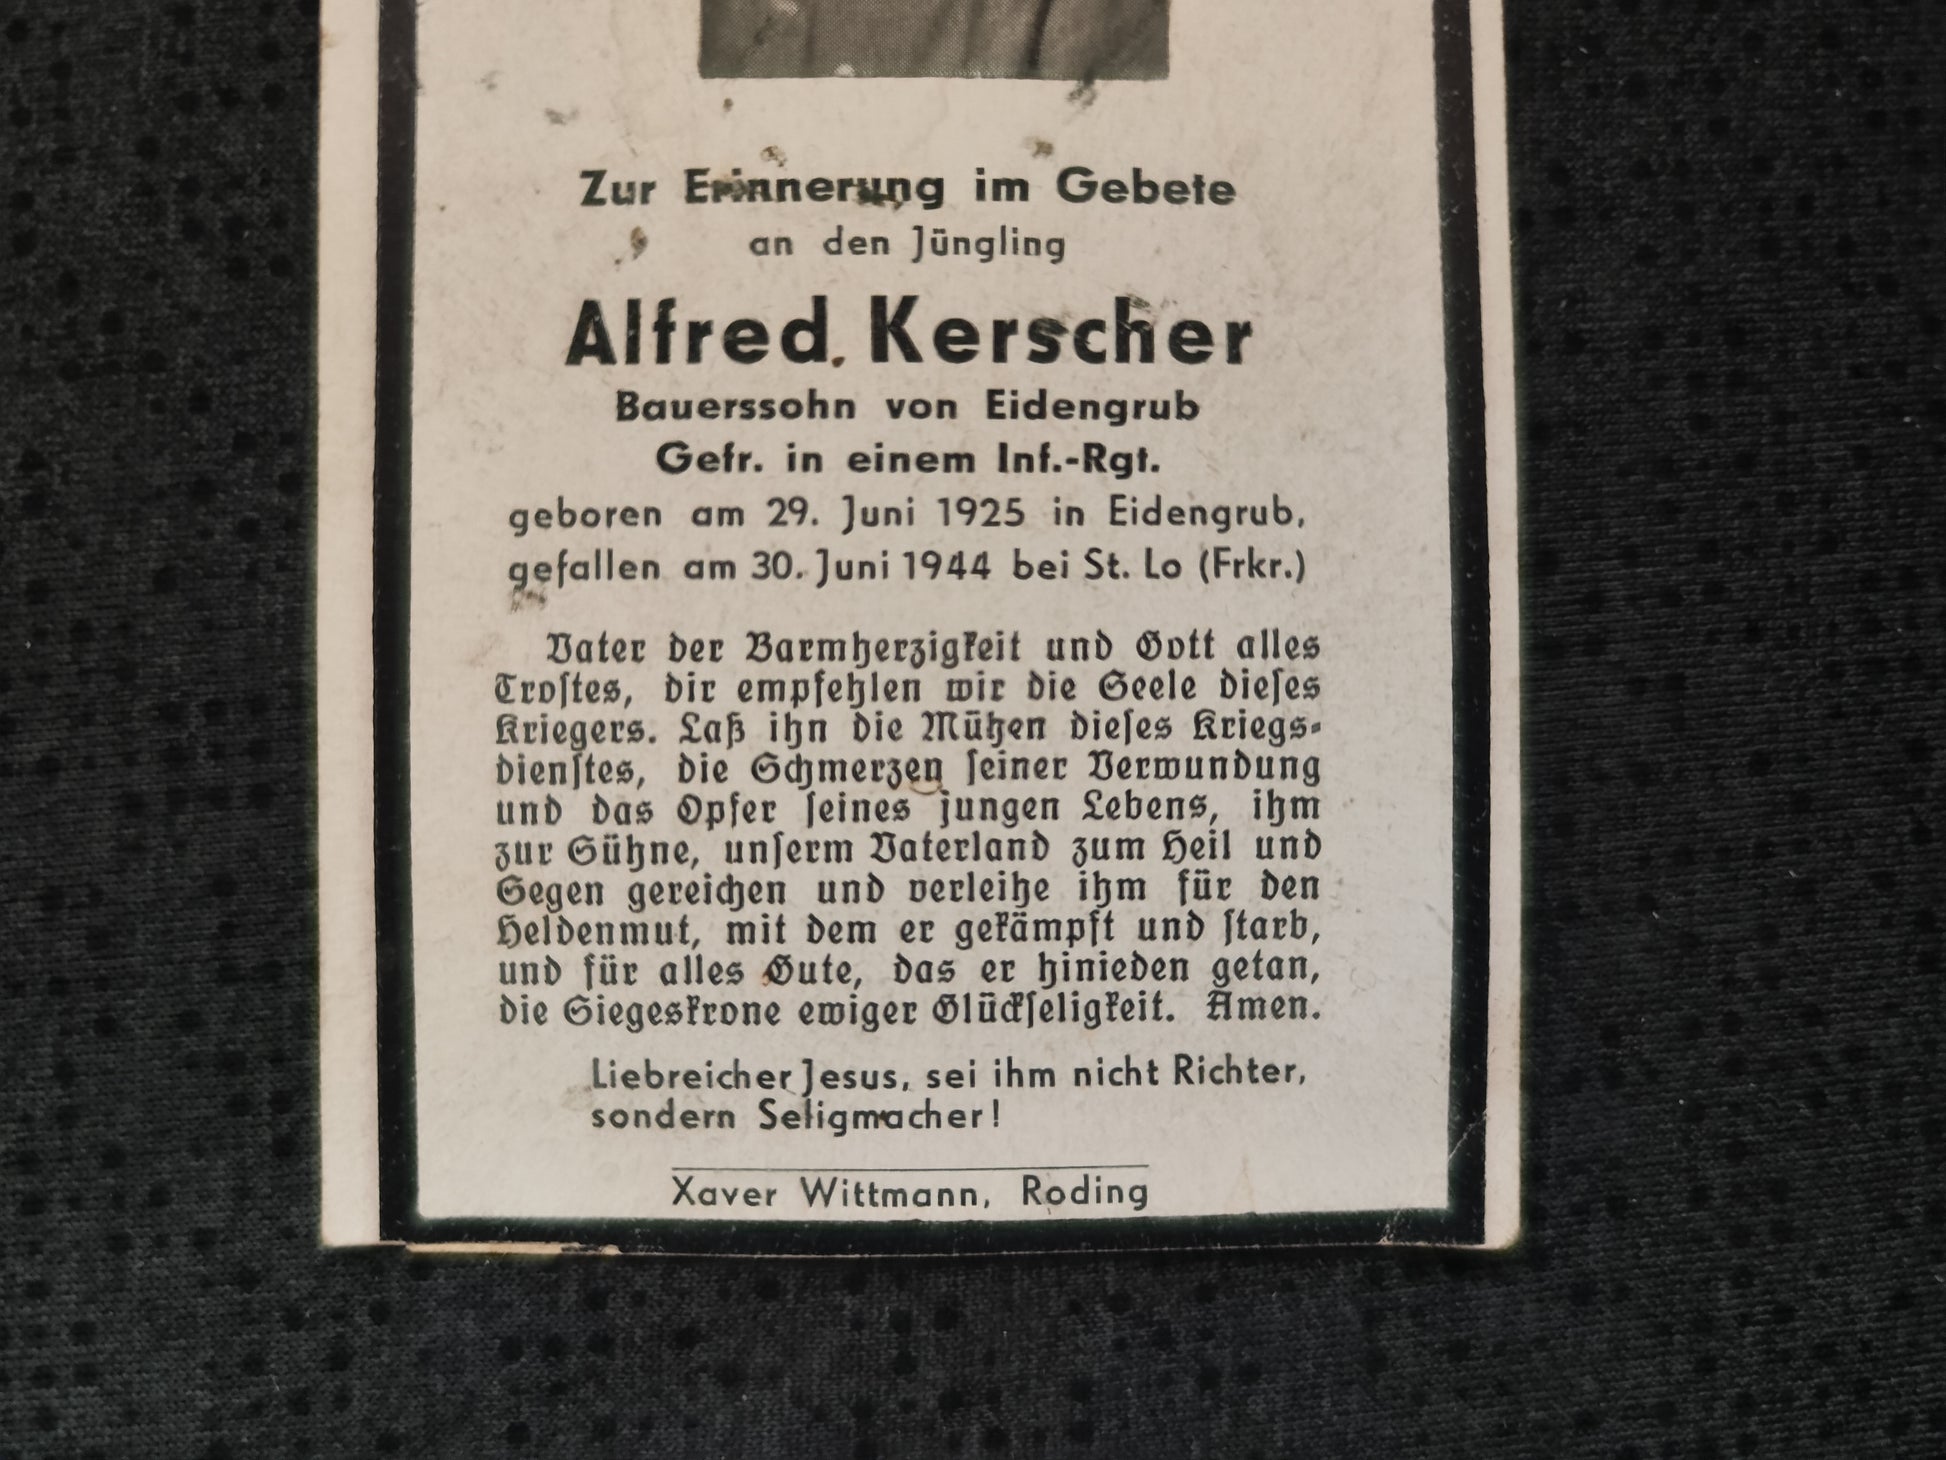 Zur Erinnerung im Gebete
an den Jüngling
Alfred Kerscher
Bauerssohn von Eidengrub
Gefr. in einem Inf.-Rgt.
geboren am 29. Juni 1925 in Eidengrub,
gefallen am 30. Juni 1944 bei St. Lo (Frkr.)
Vater der Barmherzigkeit und Gott alles
Trostes, dir empfehlen wir die Seele dieses
Kriegers. Laß ihn die Mühen dieses Kriegs-
dienstes, die Schmerzen seiner Verwundung
und das Opfer seines jungen Lebens, ihm
zur Sühne, unserm Vaterland zum Heil und
Segen gereichen und verleihe ihm für den
Heldenmut, mit dem er gekämpft und starb,
und für alles Gute, das er hinieden getan,
die Siegeskrone ewiger Glückseligkeit. Amen.
Liebreicher Jesus, sei ihm nicht Richter,
sondern Seligmacher!
Xaver Wittmann, Roding